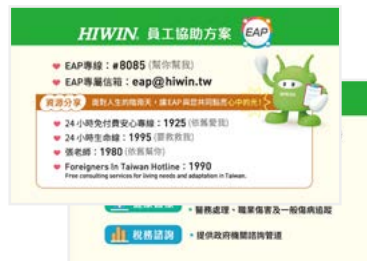 HIWIN. 員工協助方案 EAP
EAP專線：#8085 (幫你幫我)
EAP專屬信箱：eap@hiwin.tw
資源分享 面對人生的陰雨天，讓EAP與您共同點亮心中的光！
24小時免付費安心專線：1925 (依舊愛我)
24小時生命線：1995 (要救救我)
張老師：1980 (依舊幫你)
Foreigners In Taiwan Hotline：1990
Free consulting services for living needs and adaptation in Taiwan.
醫務處理、職業傷害及一般傷病追蹤
稅務諮詢 提供政府機關諮詢管道